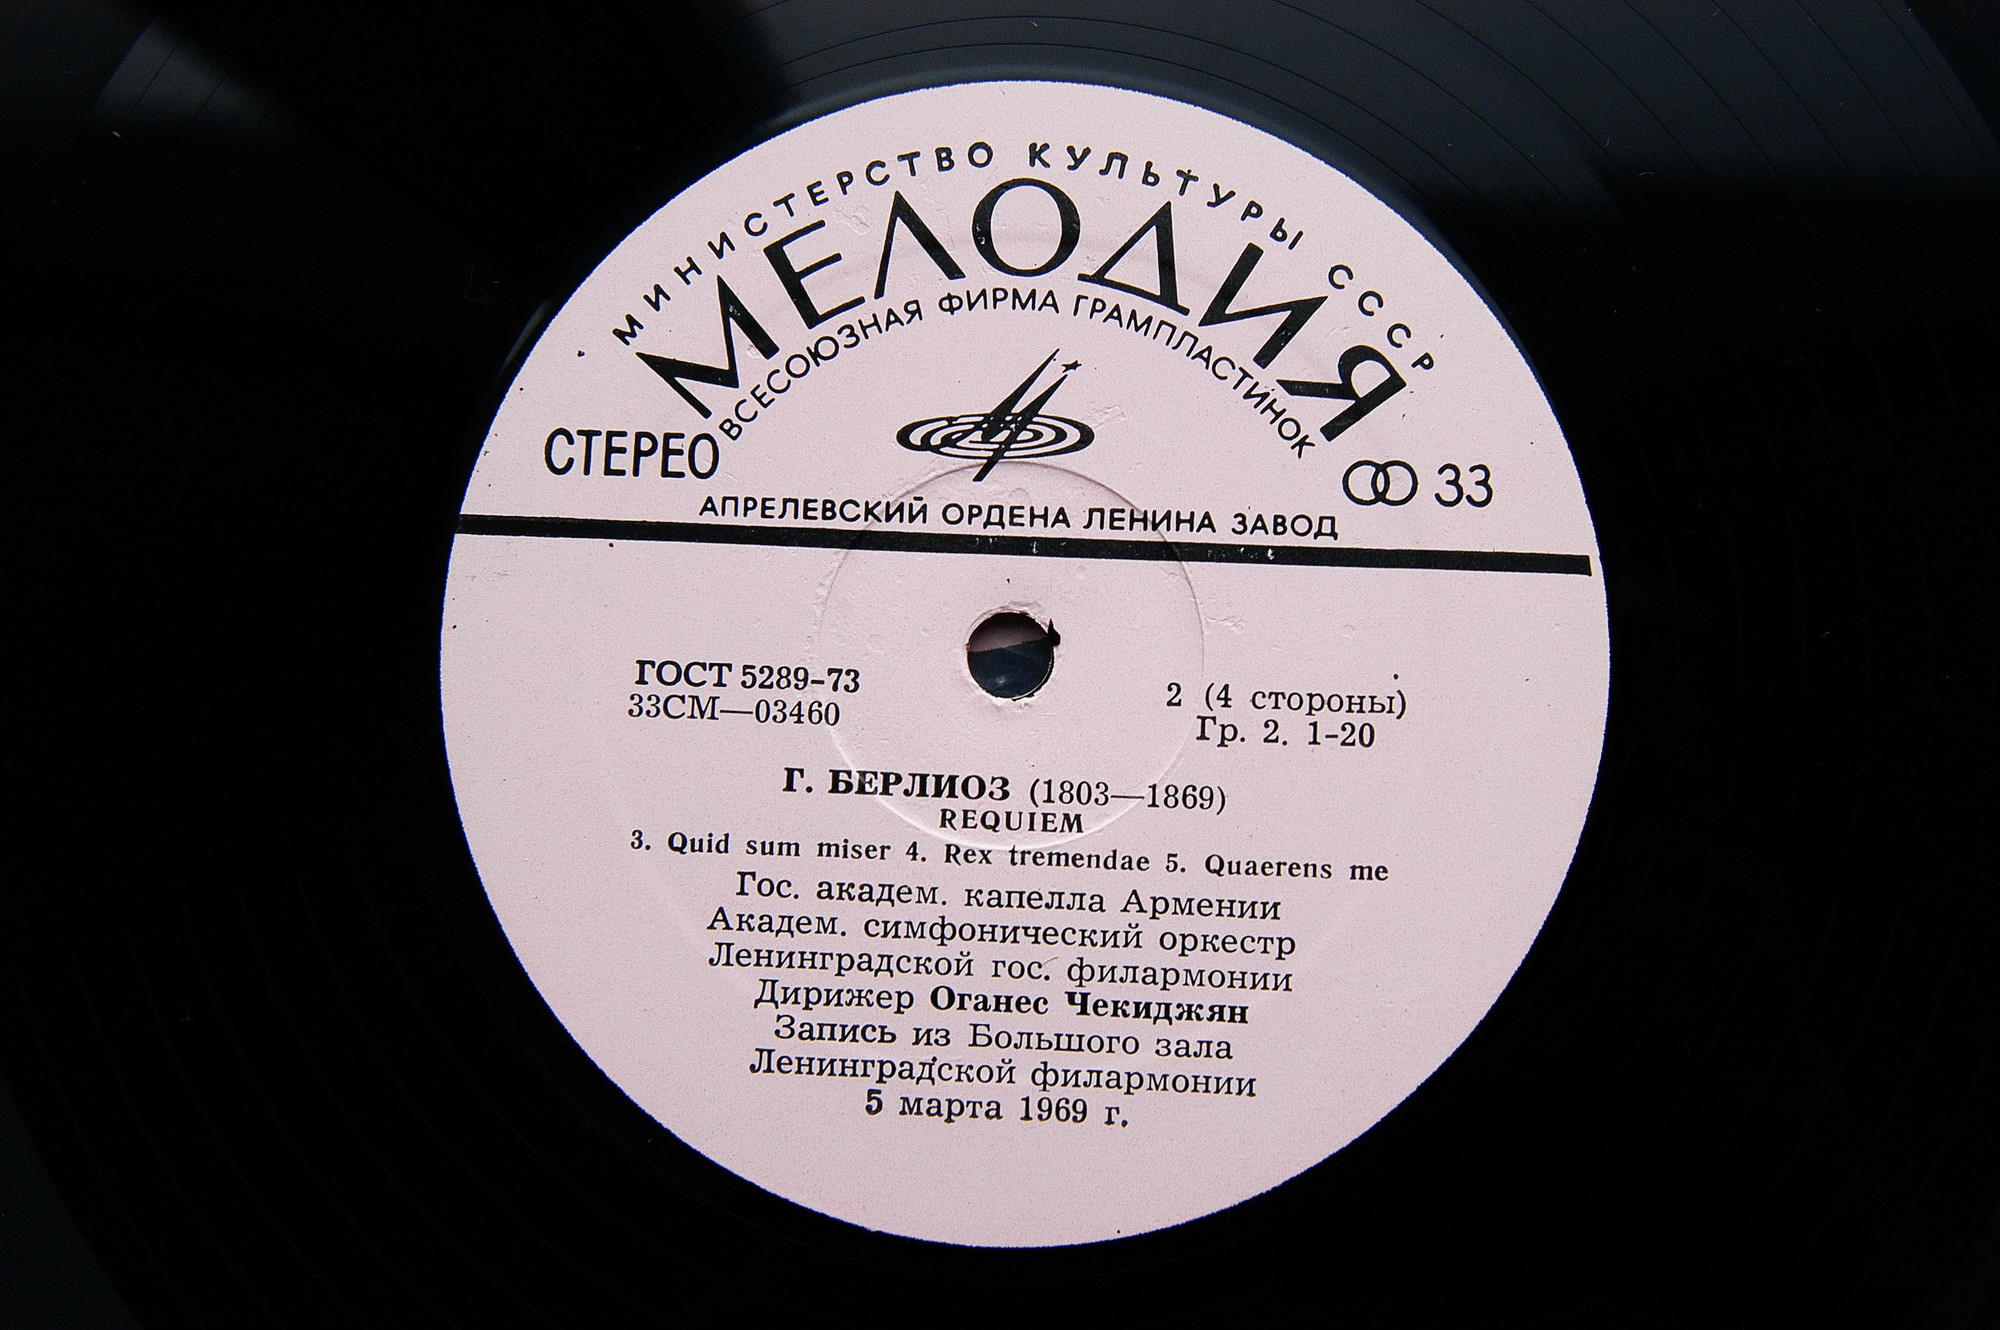 МИНИСТЕРСТВО КУЛЬТУРЫ СССР
МЕЛОДИЯ
ВСЕСОЮЗНАЯ ФИРМА ГРАМПЛАСТИНОК
СТЕРЕО
33
АПРЕЛЕВСКИЙ ОРДЕНА ЛЕНИНА ЗАВОД
ГОСТ 5289-73
33СМ—03460
2 (4 стороны)
Гр. 2. 1-20
Г. БЕРЛИОЗ (1803—1869)
REQUIEM
3. Quid sum miser 4. Rex tremendae 5. Quaerens me
Гос. академ. капелла Армении
Академ. симфонический оркестр
Ленинградской гос. филармонии
Дирижер Оганес Чекиджян
Запись из Большого зала
Ленинградской филармонии
5 марта 1969 г.